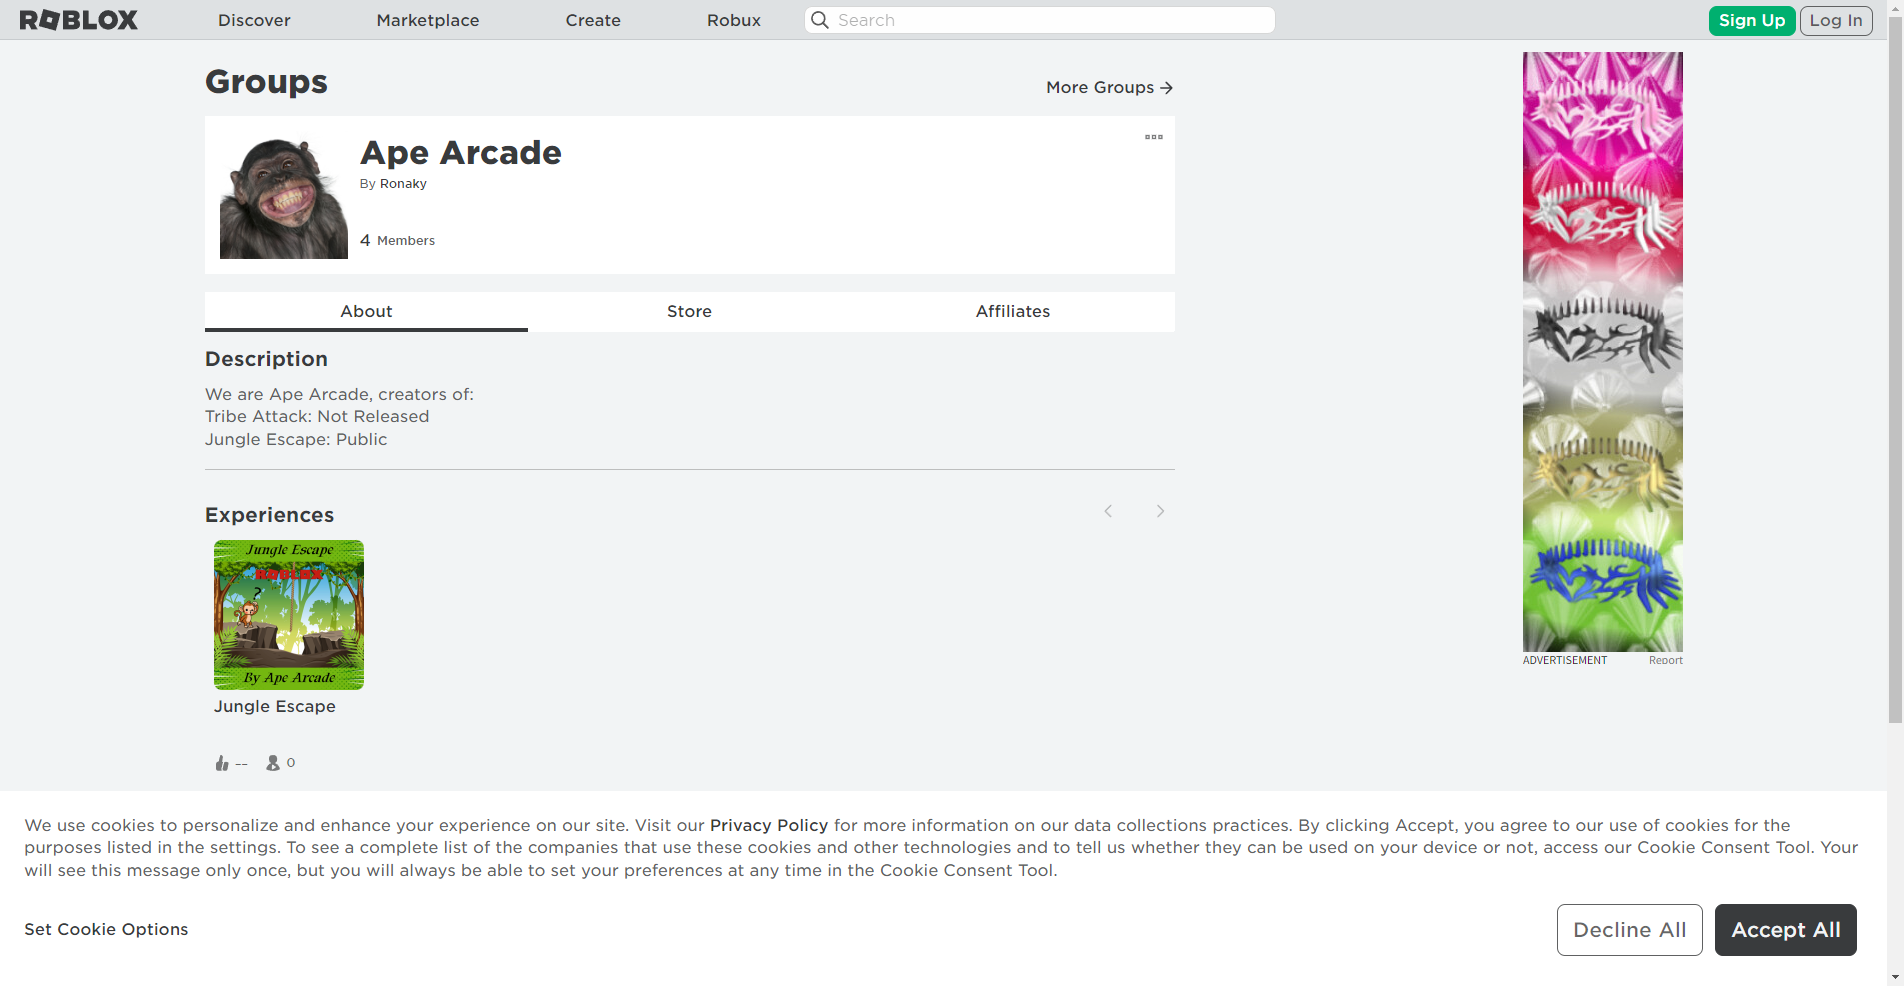 ROBLOX
Discover
Marketplace
Create
Robux
Search
Sign Up
Log In
Groups
More Groups
Ape Arcade
By Ronaky
4 Members
About
Store
Affiliates
Description
We are Ape Arcade, creators of:
Tribe Attack: Not Released
Jungle Escape: Public
Experiences
Jungle Escape
ROBLOX
?
By Ape Arcade
Jungle Escape
-- 0
ADVERTISEMENT
Report
We use cookies to personalize and enhance your experience on our site. Visit our Privacy Policy for more information on our data collections practices. By clicking Accept, you agree to our use of cookies for the
purposes listed in the settings. To see a complete list of the companies that use these cookies and other technologies and to tell us whether they can be used on your device or not, access our Cookie Consent Tool. Your
will see this message only once, but you will always be able to set your preferences at any time in the Cookie Consent Tool.
Set Cookie Options
Decline All
Accept All